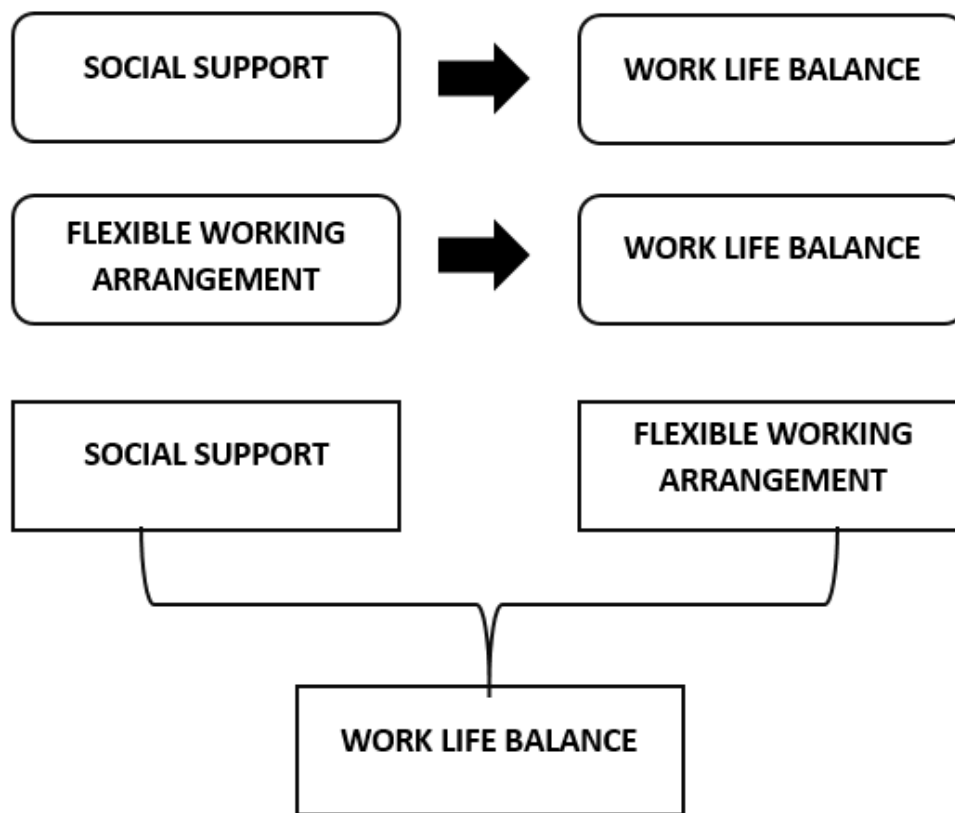 SOCIAL SUPPORT
WORK LIFE BALANCE
FLEXIBLE WORKING
ARRANGEMENT
WORK LIFE BALANCE
SOCIAL SUPPORT
FLEXIBLE WORKING
ARRANGEMENT
WORK LIFE BALANCE